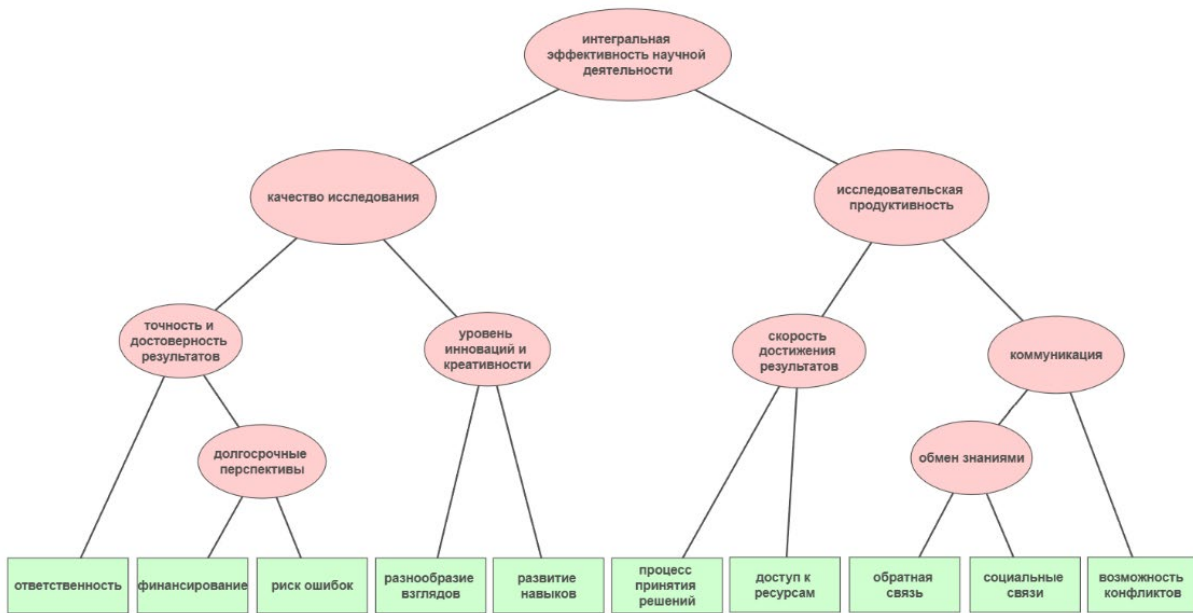 интегральная
эффективность научной
деятельности
качество исследования
исследовательская
продуктивность
точность и
достоверность
результатов
уровень
инноваций и
креативности
скорость
достижения
результатов
коммуникация
долгосрочные
перспективы
обмен знаниями
ответственность
финансирование
риск ошибок
разнообразие
взглядов
развитие
навыков
процесс
принятия
решений
доступ к
ресурсам
обратная
связь
социальные
связи
возможность
конфликтов